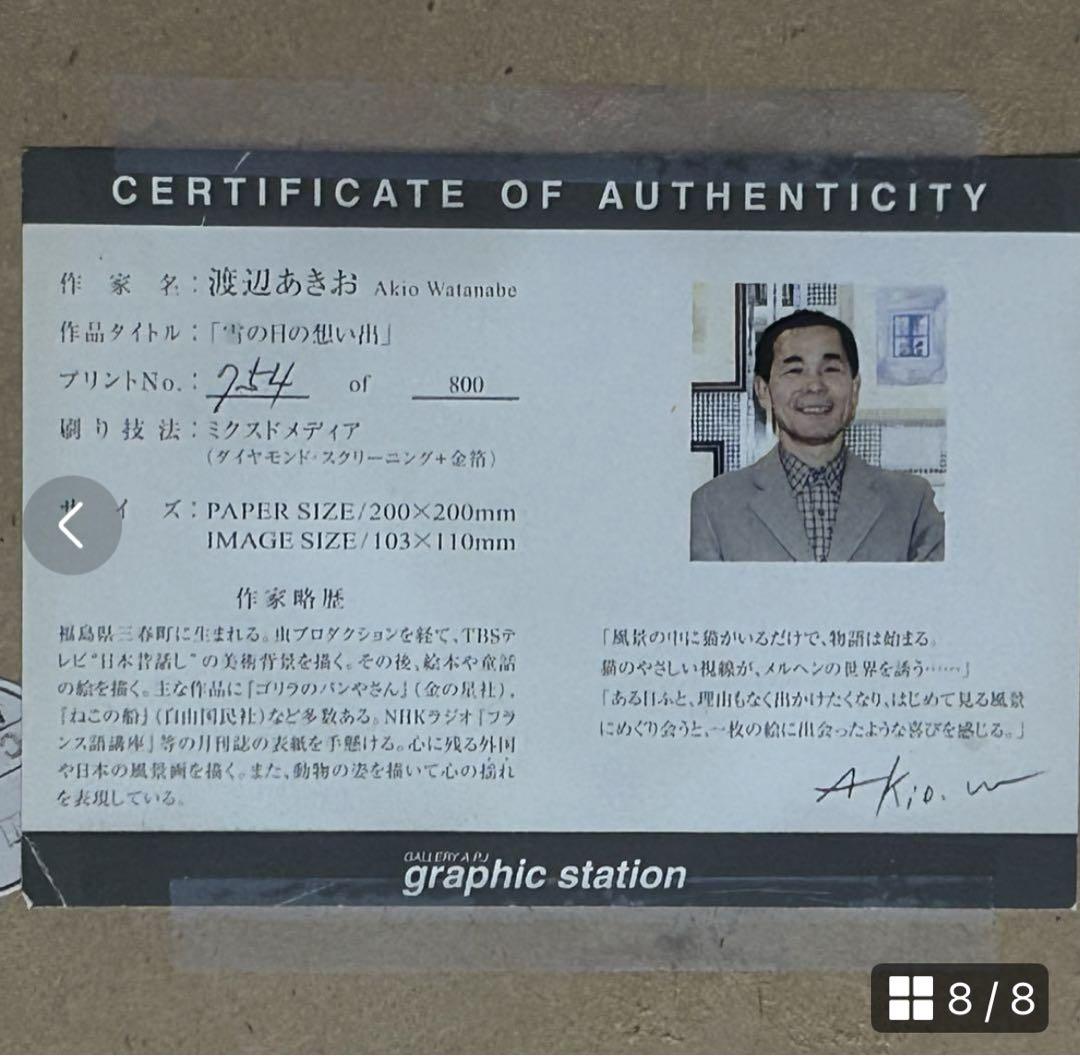 CERTIFICATE OF AUTHENTICITY
作家名：渡辺あきお Akio Watanabe
作品タイトル：「雪の日の想い出」
プリントNo.：754 of 800
刷り技法：ミクスドメディア
（ダイヤモンド・スクリーニング＋金箔）
サイズ：PAPER SIZE/200×200mm
IMAGE SIZE/103×110mm
作家略歴
福島県三春町に生まれる。虫プロダクションを経て、TBSテ
レビ“日本昔話し”の美術背景を描く。その後、絵本や童話
の絵を描く。主な作品に『ゴリラのパンやさん』（金の星社）、
『ねこの船』（自由国民社）など多数ある。NHKラジオ『フラ
ンス語講座』等の月刊誌の表紙を手懸ける。心に残る外国
や日本の風景画を描く。また、動物の姿を描いて心の揺れ
を表現している。
「風景の中に猫がいるだけで、物語は始まる。
猫のやさしい視線が、メルヘンの世界を誘う……」
「ある日ふと、理由もなく出かけたくなり、はじめて見る風景
にめぐり会うと、一枚の絵に出会ったような喜びを感じる。」
Akio. w
GALLERY APJ
graphic station
8/8